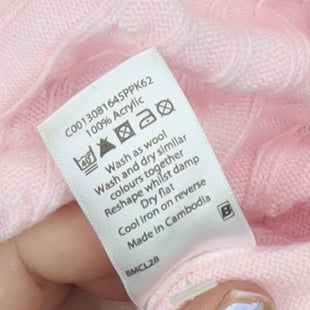 C0013081645PPK62
100% Acrylic
40°
Wash as wool
Wash and dry similar
colours together
Reshape whilst damp
Dry flat
Cool iron on reverse
Made in Cambodia
B
BMCL28